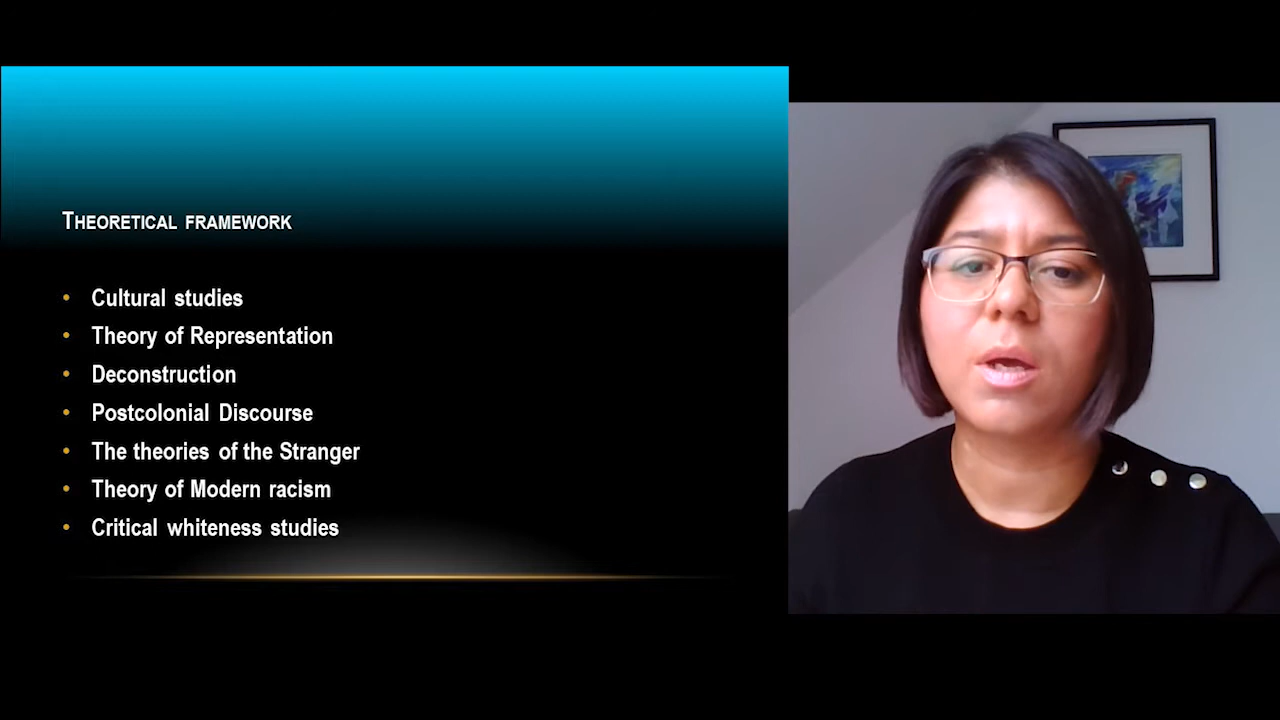 THEORETICAL FRAMEWORK
• Cultural studies
• Theory of Representation
• Deconstruction
• Postcolonial Discourse
• The theories of the Stranger
• Theory of Modern racism
• Critical whiteness studies